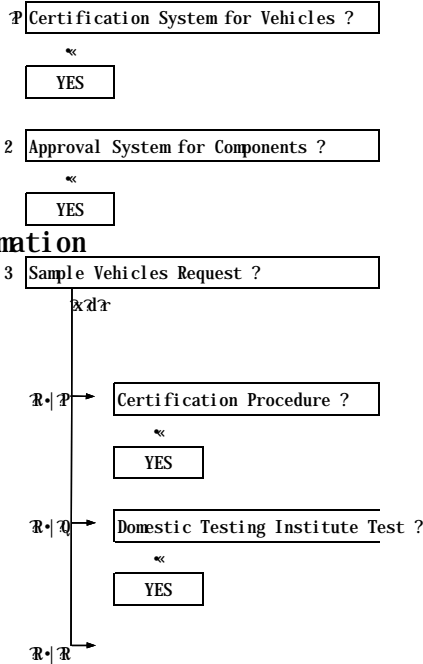 Certification System for Vehicles ?
YES
2 Approval System for Components ?
YES
mation
3 Sample Vehicles Request ?
Certification Procedure ?
YES
Domestic Testing Institute Test ?
YES